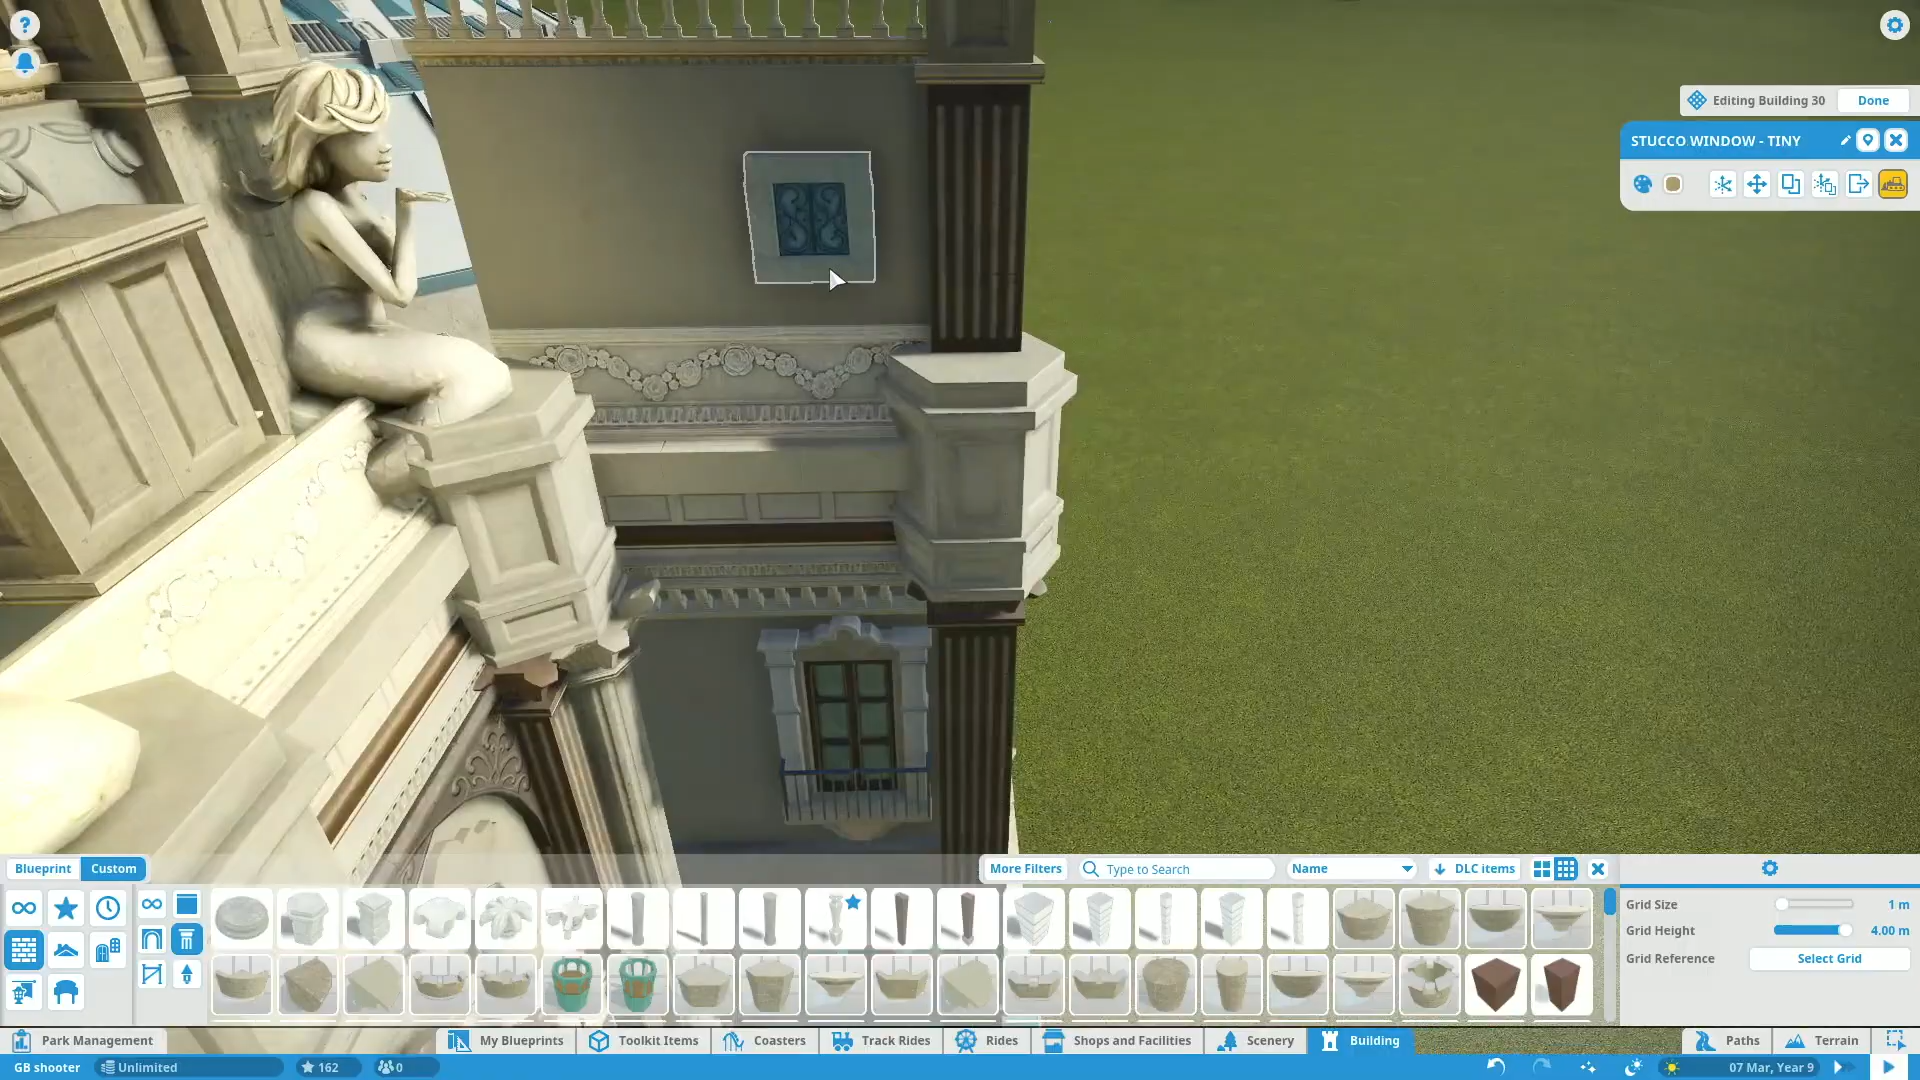 ?
Editing Building 30
Done
STUCCO WINDOW - TINY
Blueprint
Custom
More Filters
Type to Search
Name
DLC items
Grid Size
1 m
Grid Height
4.00 m
Grid Reference
Select Grid
Park Management
My Blueprints
Toolkit Items
Coasters
Track Rides
Rides
Shops and Facilities
Scenery
Building
Paths
Terrain
GB shooter
Unlimited
162
0
07 Mar, Year 9